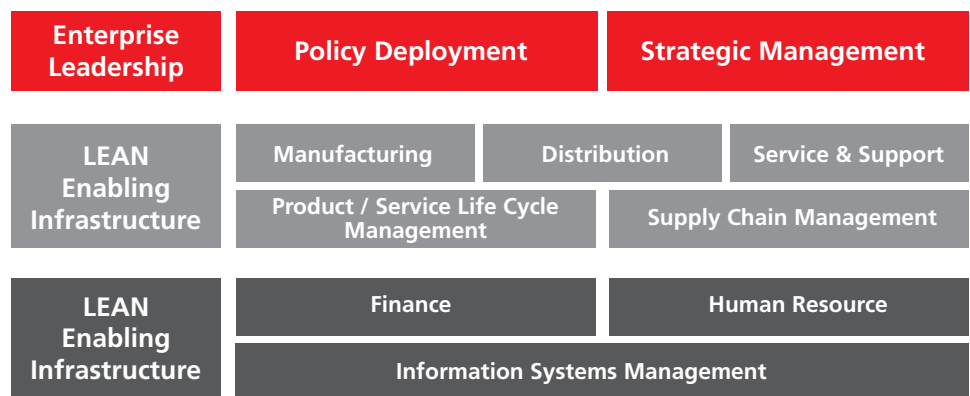 Enterprise
Leadership
Policy Deployment
Strategic Management
LEAN
Enabling
Infrastructure
Manufacturing
Distribution
Service & Support
Product / Service Life Cycle
Management
Supply Chain Management
LEAN
Enabling
Infrastructure
Finance
Human Resource
Information Systems Management